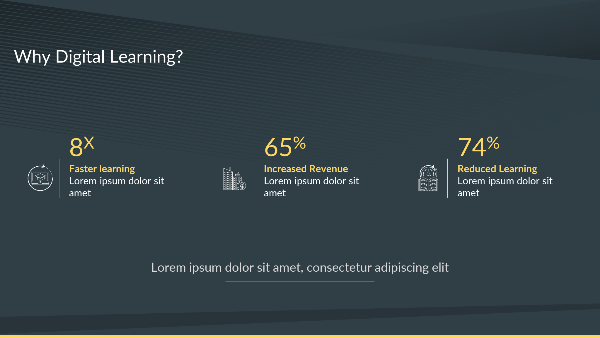 Why Digital Learning?
8X
Faster learning
Lorem ipsum dolor sit
amet
65%
Increased Revenue
Lorem ipsum dolor sit
amet
74%
Reduced Learning
Lorem ipsum dolor sit
amet
Lorem ipsum dolor sit amet, consectetur adipiscing elit